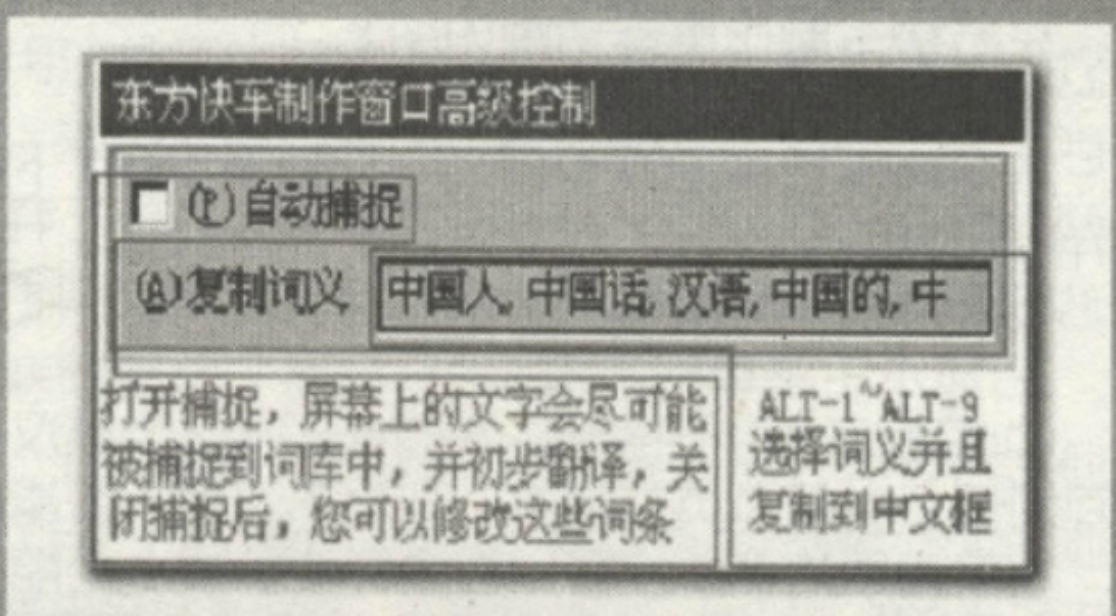 东方快车制作窗口高级控制
(P)自动捕捉
(A)复制词义
中国人, 中国话, 汉语, 中国的, 中
打开捕捉，屏幕上的文字会尽可能
被捕捉到词库中，并初步翻译，关
闭捕捉后，您可以修改这些词条
ALT-1~ALT-9
选择词义并且
复制到中文框